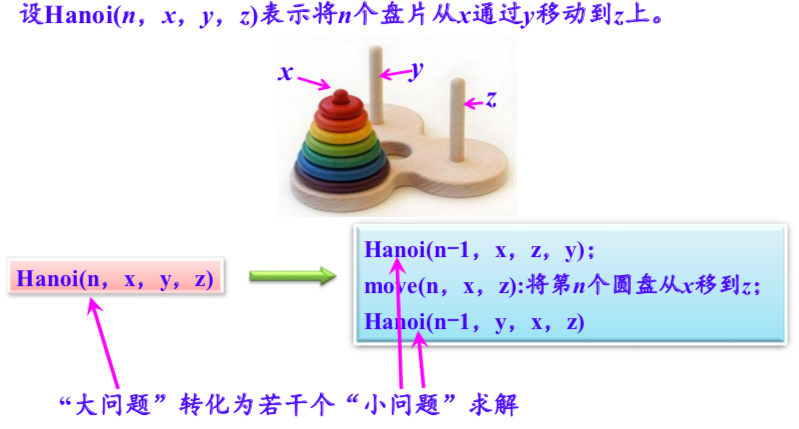 设Hanoi(n，x，y，z)表示将n个盘片从x通过y移动到z上。
x
y
z
Hanoi(n，x，y，z)
Hanoi(n-1，x，z，y)；
move(n，x，z):将第n个圆盘从x移到z；
Hanoi(n-1，y，x，z)
“大问题”转化为若干个“小问题”求解